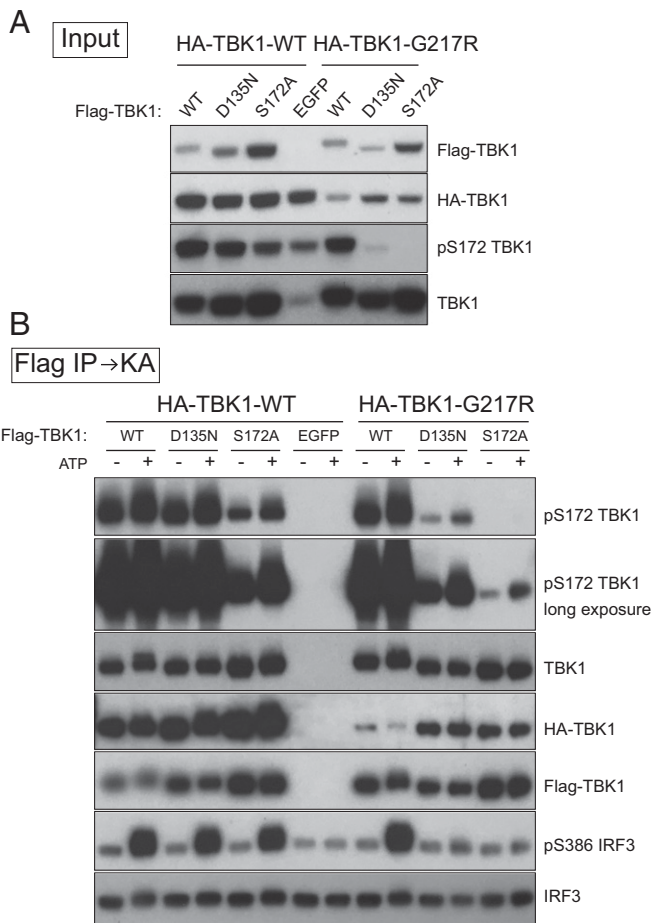 A
Input
HA-TBK1-WT HA-TBK1-G217R
Flag-TBK1: WT D135N S172A EGFP WT D135N S172A
Flag-TBK1
HA-TBK1
pS172 TBK1
TBK1
B
Flag IP→KA
HA-TBK1-WT HA-TBK1-G217R
Flag-TBK1: WT D135N S172A EGFP WT D135N S172A
ATP - + - + - + - + - + - + - +
pS172 TBK1
pS172 TBK1
long exposure
TBK1
HA-TBK1
Flag-TBK1
pS386 IRF3
IRF3